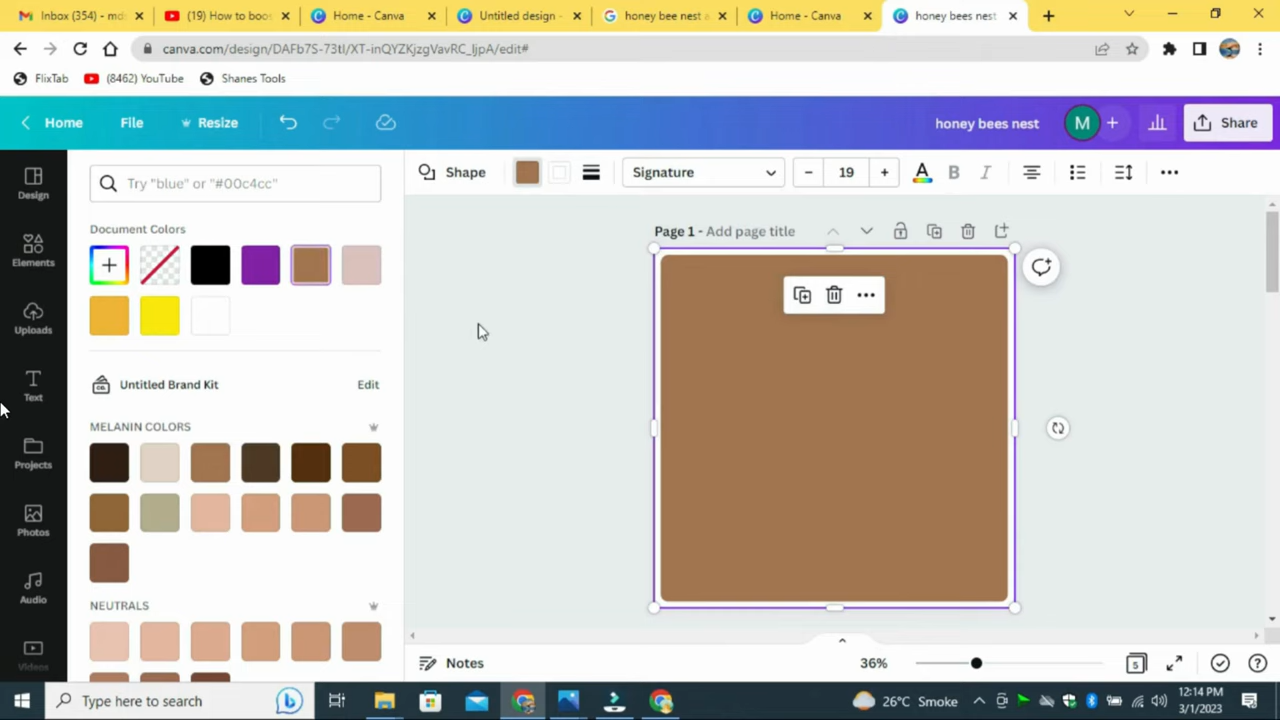 Inbox (354) - mds
(19) How to boos
Home - Canva
Untitled design -
honey bee nest a
Home - Canva
honey bees nest
canva.com/design/DAFb7S-73tI/XT-inQYZKjzgVavRC_IjpA/edit#
FlixTab
(8462) YouTube
Shanes Tools
Home
File
Resize
honey bees nest
M
Share
Design
Elements
Uploads
Text
Projects
Photos
Audio
Videos
Try "blue" or "#00c4cc"
Shape
Signature
19
A
B
I
Document Colors
Page 1 - Add page title
Untitled Brand Kit
Edit
MELANIN COLORS
NEUTRALS
Notes
36%
5
Type here to search
26°C Smoke
12:14 PM
3/1/2023